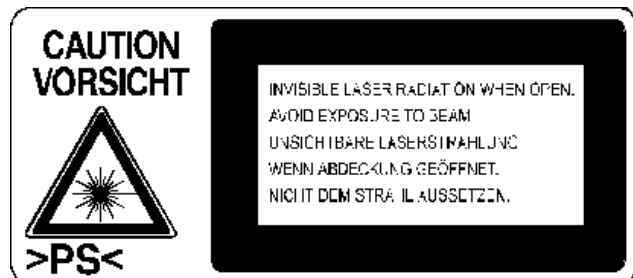 CAUTION
VORSICHT
>PS<
INVISIBLE LASER RADIATION WHEN OPEN.
AVOID EXPOSURE TO BEAM
UNSICHTBARE LASERSTRAHLUNG
WENN ABDECKUNG GEÖFFNET.
NICHT DEM STRAHL AUSSETZEN.